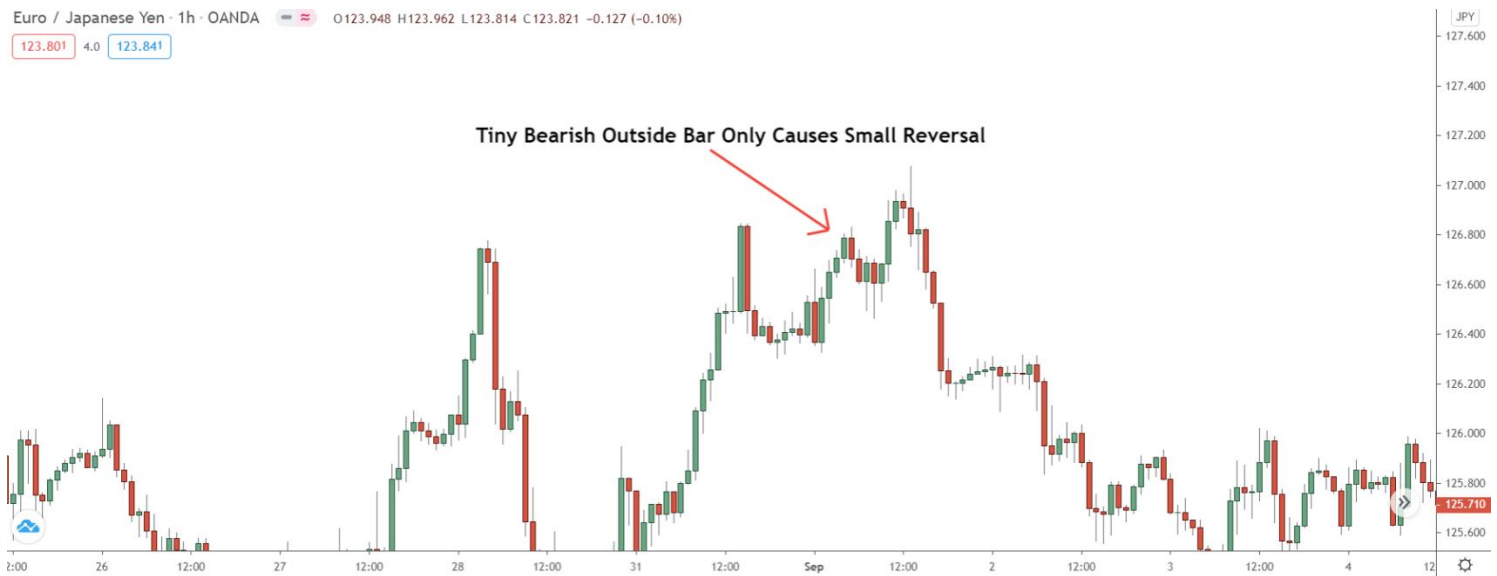 Euro / Japanese Yen · 1h · OANDA O123.948 H123.962 L123.814 C123.821 −0.127 (−0.10%)
JPY
123.801 4.0 123.841
127.600
127.400
Tiny Bearish Outside Bar Only Causes Small Reversal
127.200
127.000
126.800
126.600
126.400
126.200
126.000
125.800
125.710
125.600
2:00 26 12:00 27 12:00 28 12:00 31 12:00 Sep 12:00 2 12:00 3 12:00 4 12